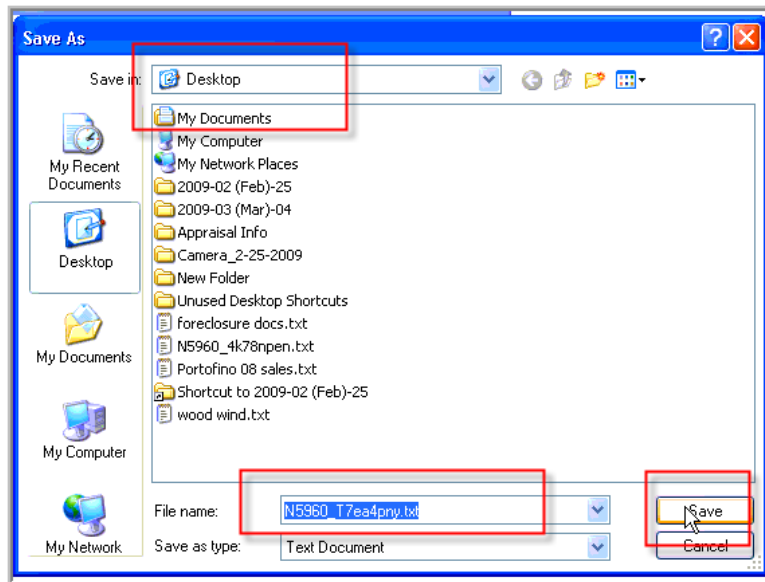 Save As
Save in:
Desktop
My Recent
Documents
Desktop
My Documents
My Computer
My Network
My Documents
My Computer
My Network Places
2009-02 (Feb)-25
2009-03 (Mar)-04
Appraisal Info
Camera_2-25-2009
New Folder
Unused Desktop Shortcuts
foreclosure docs.txt
N5960_4k78npen.txt
Portofino 08 sales.txt
Shortcut to 2009-02 (Feb)-25
wood wind.txt
File name:
N5960_T7ea4pny.txt
Save
Save as type:
Text Document
Cancel